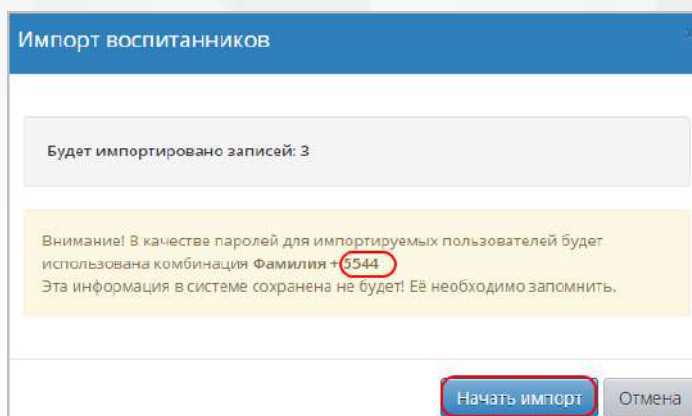 Импорт воспитанников
Будет импортировано записей: 3
Внимание! В качестве паролей для импортируемых пользователей будет
использована комбинация Фамилия + 5544
Эта информация в системе сохранена не будет! Её необходимо запомнить.
Начать импорт Отмена